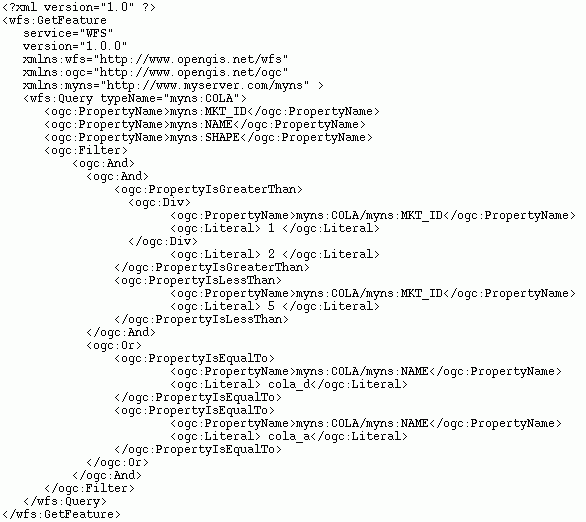 <?xml version="1.0" ?>
<wfs:GetFeature
service="WFS"
version="1.0.0"
xmlns:wfs="http://www.opengis.net/wfs"
xmlns:ogc="http://www.opengis.net/ogc"
xmlns:myns="http://www.myserver.com/myns" >
<wfs:Query typeName="myns:COLA">
<ogc:PropertyName>myns:MKT_ID</ogc:PropertyName>
<ogc:PropertyName>myns:NAME</ogc:PropertyName>
<ogc:PropertyName>myns:SHAPE</ogc:PropertyName>
<ogc:Filter>
<ogc:And>
<ogc:And>
<ogc:PropertyIsGreaterThan>
<ogc:Div>
<ogc:PropertyName>myns:COLA/myns:MKT_ID</ogc:PropertyName>
<ogc:Literal> 1 </ogc:Literal>
</ogc:Div>
<ogc:Literal> 2 </ogc:Literal>
</ogc:PropertyIsGreaterThan>
<ogc:PropertyIsLessThan>
<ogc:PropertyName>myns:COLA/myns:MKT_ID</ogc:PropertyName>
<ogc:Literal> 5 </ogc:Literal>
</ogc:PropertyIsLessThan>
</ogc:And>
<ogc:Or>
<ogc:PropertyIsEqualTo>
<ogc:PropertyName>myns:COLA/myns:NAME</ogc:PropertyName>
<ogc:Literal> cola_d</ogc:Literal>
</ogc:PropertyIsEqualTo>
<ogc:PropertyIsEqualTo>
<ogc:PropertyName>myns:COLA/myns:NAME</ogc:PropertyName>
<ogc:Literal> cola_a</ogc:Literal>
</ogc:PropertyIsEqualTo>
</ogc:Or>
</ogc:And>
</ogc:Filter>
</wfs:Query>
</wfs:GetFeature>